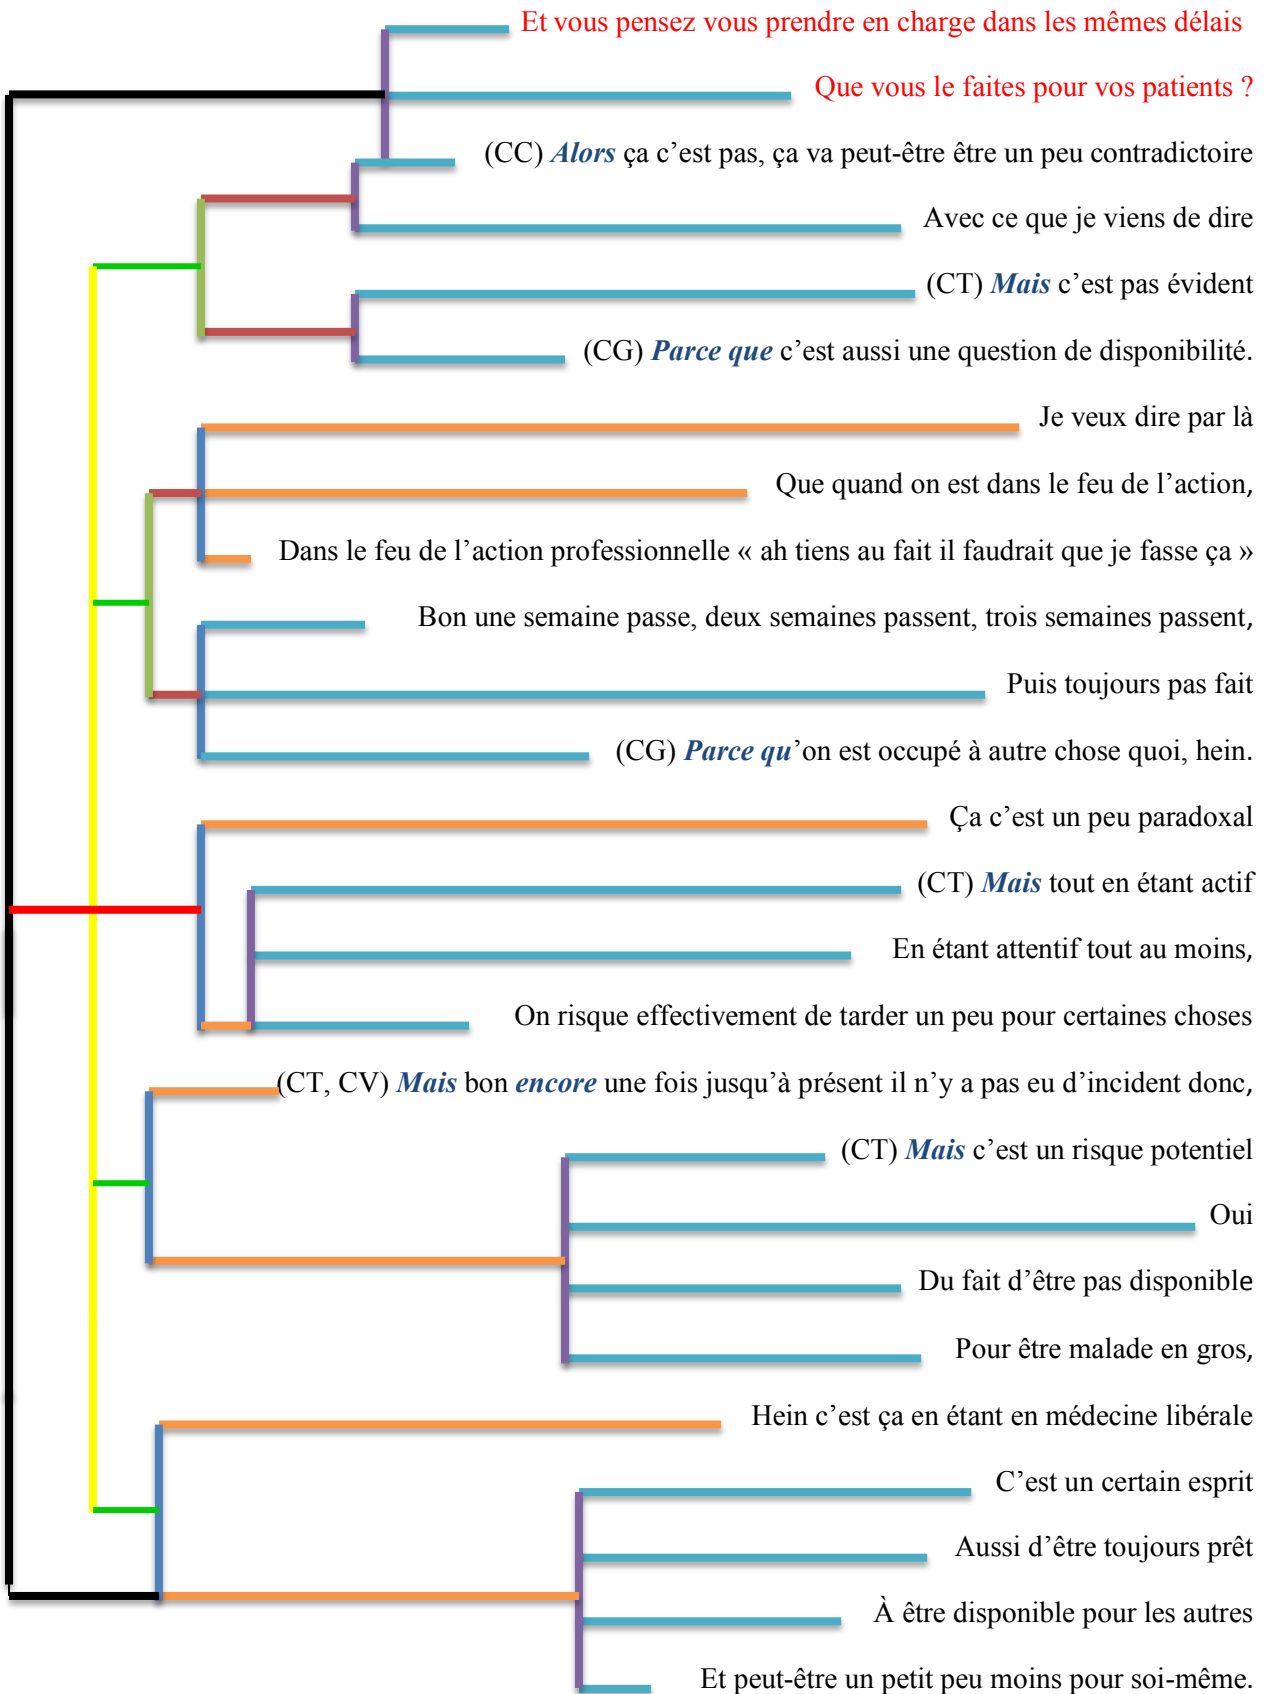 Et vous pensez vous prendre en charge dans les mêmes délais
Que vous le faites pour vos patients ?
(CC) Alors ça c’est pas, ça va peut-être être un peu contradictoire
Avec ce que je viens de dire
(CT) Mais c’est pas évident
(CG) Parce que c’est aussi une question de disponibilité.
Je veux dire par là
Que quand on est dans le feu de l’action,
Dans le feu de l’action professionnelle « ah tiens au fait il faudrait que je fasse ça »
Bon une semaine passe, deux semaines passent, trois semaines passent,
Puis toujours pas fait
(CG) Parce qu’on est occupé à autre chose quoi, hein.
Ça c’est un peu paradoxal
(CT) Mais tout en étant actif
En étant attentif tout au moins,
On risque effectivement de tarder un peu pour certaines choses
(CT, CV) Mais bon encore une fois jusqu’à présent il n’y a pas eu d’incident donc,
(CT) Mais c’est un risque potentiel
Oui
Du fait d’être pas disponible
Pour être malade en gros,
Hein c’est ça en étant en médecine libérale
C’est un certain esprit
Aussi d’être toujours prêt
À être disponible pour les autres
Et peut-être un petit peu moins pour soi-même.